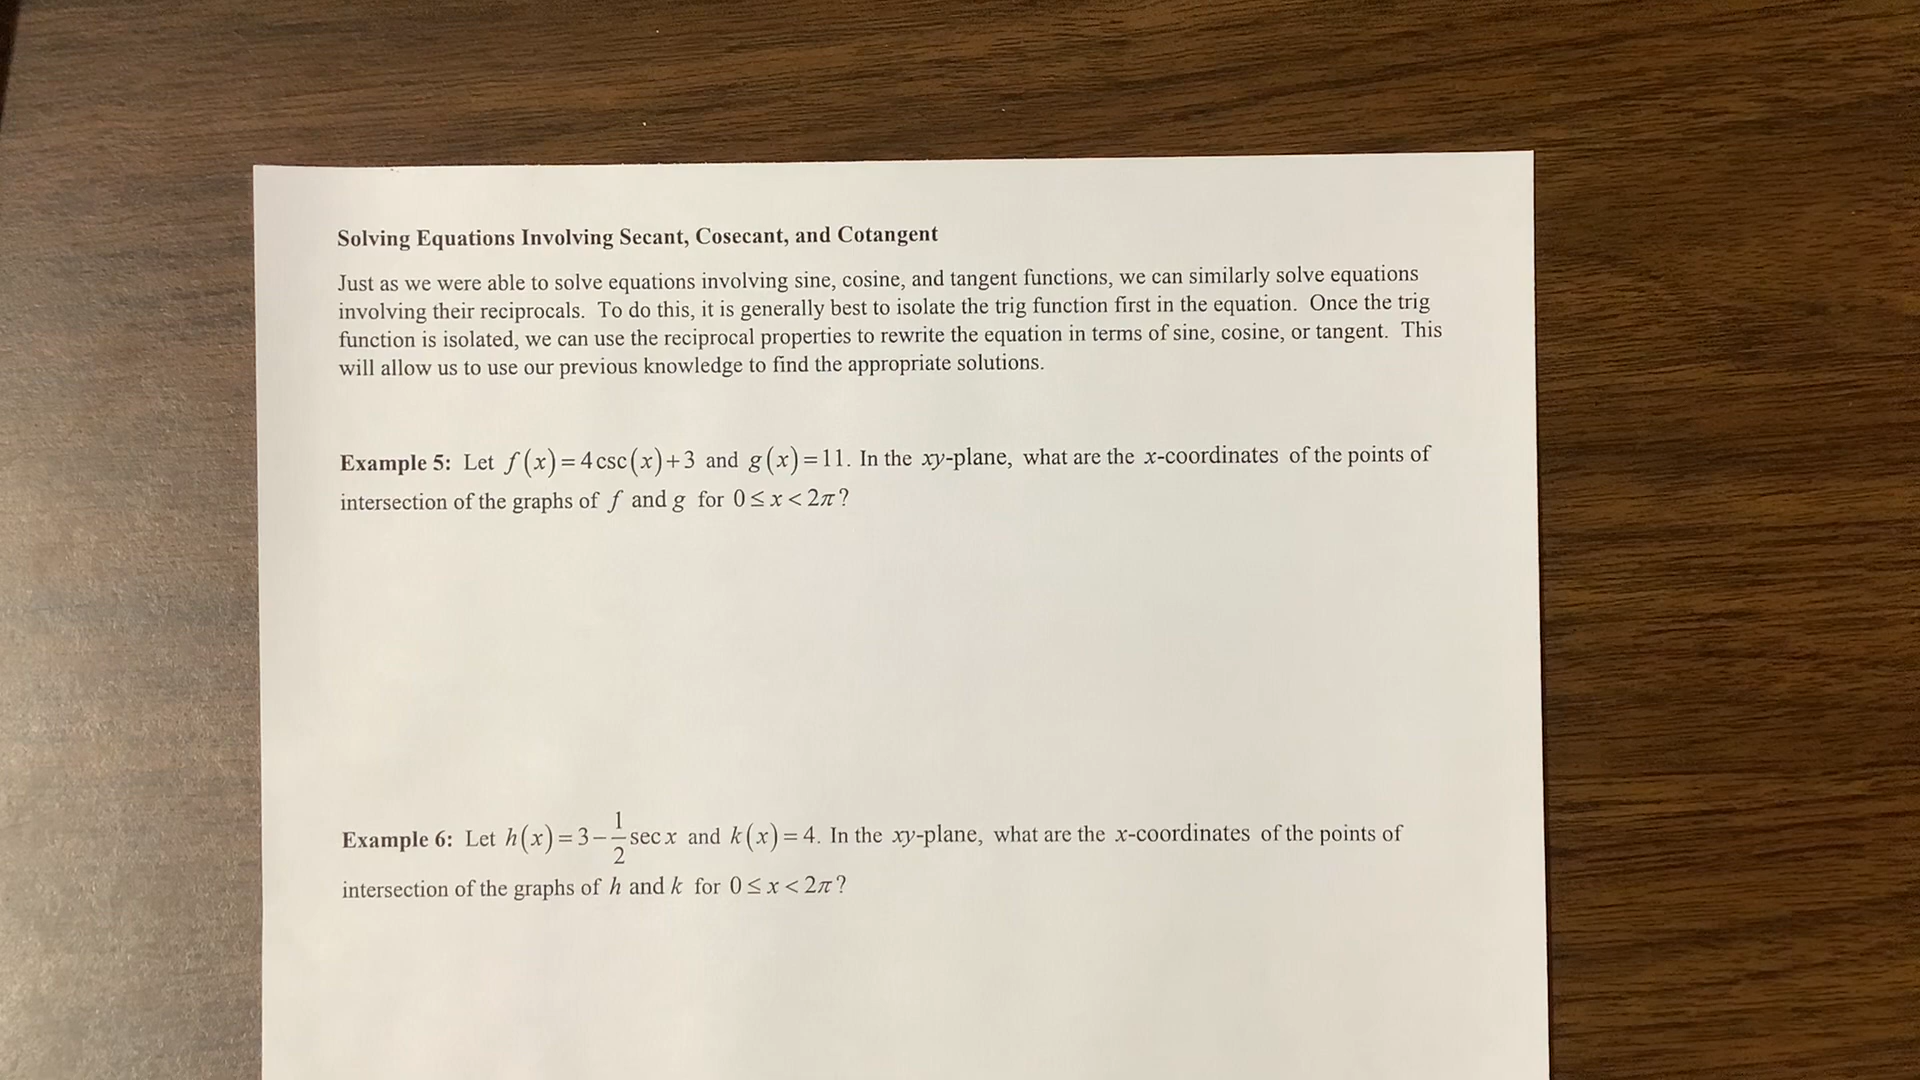 Solving Equations Involving Secant, Cosecant, and Cotangent
Just as we were able to solve equations involving sine, cosine, and tangent functions, we can similarly solve equations
involving their reciprocals. To do this, it is generally best to isolate the trig function first in the equation. Once the trig
function is isolated, we can use the reciprocal properties to rewrite the equation in terms of sine, cosine, or tangent. This
will allow us to use our previous knowledge to find the appropriate solutions.
Example 5: Let f(x)=4csc(x)+3 and g(x)=11. In the xy-plane, what are the x-coordinates of the points of
intersection of the graphs of f and g for 0≤x<2π?
Example 6: Let h(x)=3−1/2 sec x and k(x)=4. In the xy-plane, what are the x-coordinates of the points of
intersection of the graphs of h and k for 0≤x<2π?